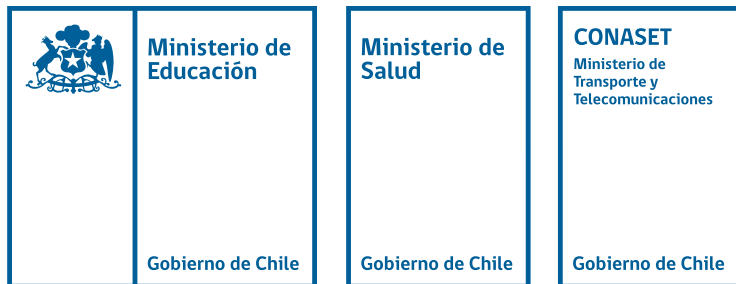 Ministerio de
Educación
Gobierno de Chile
Ministerio de
Salud
Gobierno de Chile
CONASET
Ministerio de
Transporte y
Telecomunicaciones
Gobierno de Chile